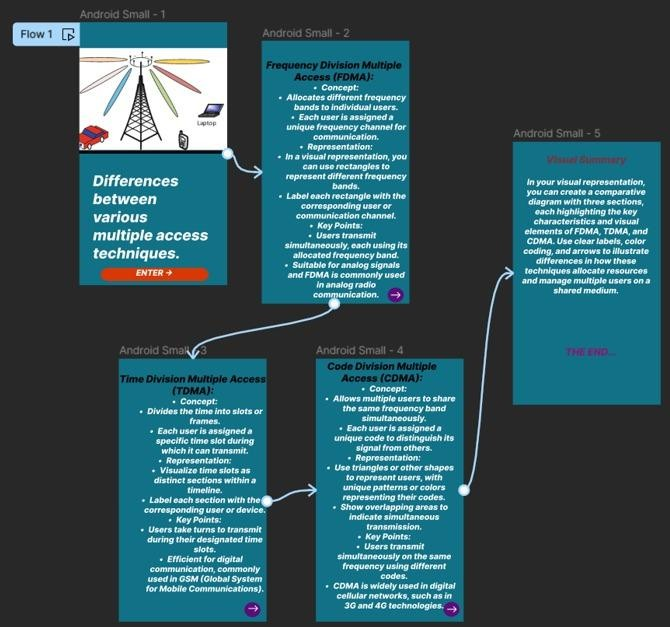 Flow 1
Android Small - 1
Laptop
Differences
between
various
multiple access
techniques.
ENTER →
Android Small - 2
Frequency Division Multiple
Access (FDMA):
• Concept:
• Allocates different frequency
bands to individual users.
• Each user is assigned a
unique frequency channel for
communication.
• Representation:
• In a visual representation, you
can use rectangles to
represent different frequency
bands.
• Label each rectangle with the
corresponding user or
communication channel.
• Key Points:
• Users transmit
simultaneously, each using its
allocated frequency band.
• Suitable for analog signals
and FDMA is commonly used
in analog radio
communication.
Android Small - 3
Time Division Multiple Access
(TDMA):
• Concept:
• Divides the time into slots or
frames.
• Each user is assigned a
specific time slot during
which it can transmit.
• Representation:
• Visualize time slots as
distinct sections within a
timeline.
• Label each section with the
corresponding user or device.
• Key Points:
• Users take turns to transmit
during their designated time
slots.
• Efficient for digital
communication, commonly
used in GSM (Global System
for Mobile Communications).
Android Small - 4
Code Division Multiple
Access (CDMA):
• Concept:
• Allows multiple users to share
the same frequency band
simultaneously.
• Each user is assigned a
unique code to distinguish its
signal from others.
• Representation:
• Use triangles or other shapes
to represent users, with
unique patterns or colors
representing their codes.
• Show overlapping areas to
indicate simultaneous
transmission.
• Key Points:
• Users transmit
simultaneously on the same
frequency using different
codes.
• CDMA is widely used in digital
cellular networks, such as in
3G and 4G technologies.
Android Small - 5
Visual Summary
In your visual representation,
you can create a comparative
diagram with three sections,
each highlighting the key
characteristics and visual
elements of FDMA, TDMA, and
CDMA. Use clear labels, color
coding, and arrows to illustrate
differences in how these
techniques allocate resources
and manage multiple users on a
shared medium.
THE END...